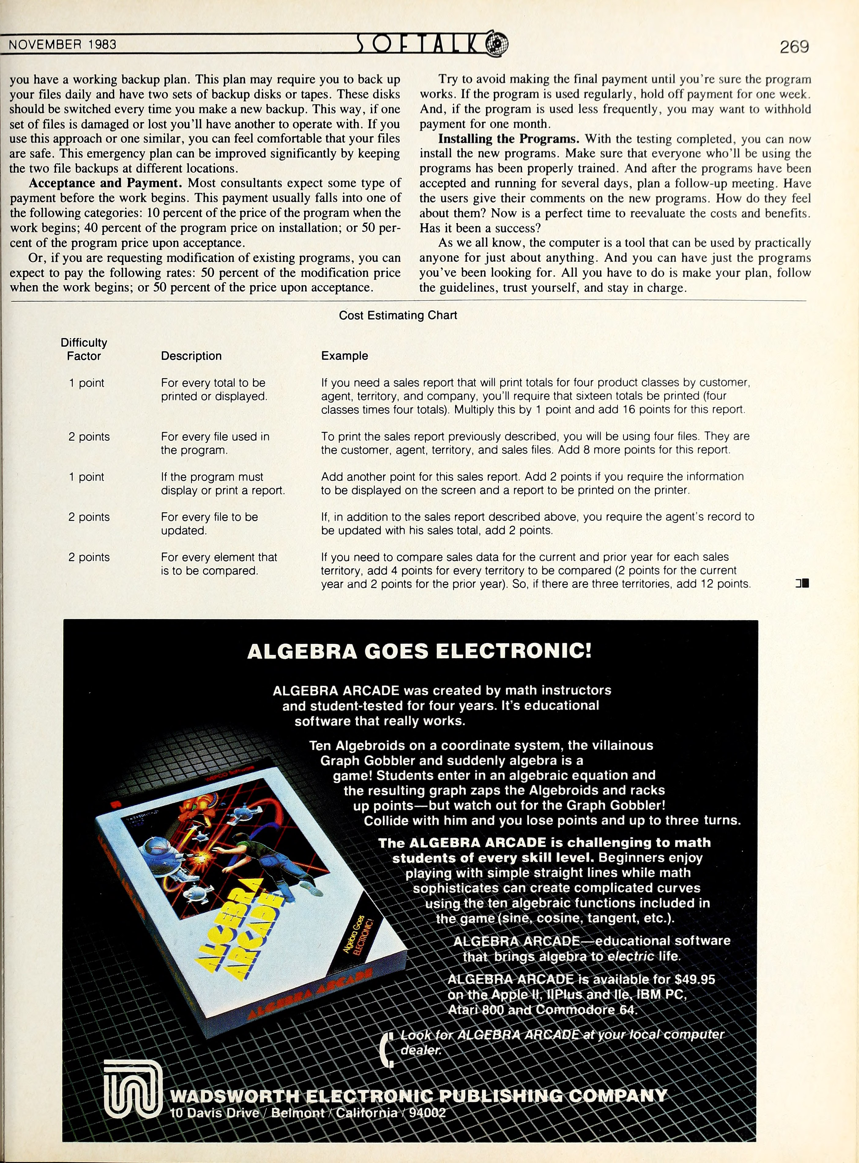 NOVEMBER 1983
SOFTALK
269
you have a working backup plan. This plan may require you to back up
your files daily and have two sets of backup disks or tapes. These disks
should be switched every time you make a new backup. This way, if one
set of files is damaged or lost you'll have another to operate with. If you
use this approach or one similar, you can feel comfortable that your files
are safe. This emergency plan can be improved significantly by keeping
the two file backups at different locations.
Acceptance and Payment. Most consultants expect some type of
payment before the work begins. This payment usually falls into one of
the following categories: 10 percent of the price of the program when the
work begins; 40 percent of the program price on installation; or 50 per-
cent of the program price upon acceptance.
Or, if you are requesting modification of existing programs, you can
expect to pay the following rates: 50 percent of the modification price
when the work begins; or 50 percent of the price upon acceptance.
Try to avoid making the final payment until you're sure the program
works. If the program is used regularly, hold off payment for one week.
And, if the program is used less frequently, you may want to withhold
payment for one month.
Installing the Programs. With the testing completed, you can now
install the new programs. Make sure that everyone who'll be using the
programs has been properly trained. And after the programs have been
accepted and running for several days, plan a follow-up meeting. Have
the users give their comments on the new programs. How do they feel
about them? Now is a perfect time to reevaluate the costs and benefits.
Has it been a success?
As we all know, the computer is a tool that can be used by practically
anyone for just about anything. And you can have just the programs
you've been looking for. All you have to do is make your plan, follow
the guidelines, trust yourself, and stay in charge.
Cost Estimating Chart
Difficulty
Factor
Description
Example
1 point
For every total to be
printed or displayed.
If you need a sales report that will print totals for four product classes by customer,
agent, territory, and company, you'll require that sixteen totals be printed (four
classes times four totals). Multiply this by 1 point and add 16 points for this report.
2 points
For every file used in
the program.
To print the sales report previously described, you will be using four files. They are
the customer, agent, territory, and sales files. Add 8 more points for this report.
1 point
If the program must
display or print a report.
Add another point for this sales report. Add 2 points if you require the information
to be displayed on the screen and a report to be printed on the printer.
2 points
For every file to be
updated.
If, in addition to the sales report described above, you require the agent's record to
be updated with his sales total, add 2 points.
2 points
For every element that
is to be compared.
If you need to compare sales data for the current and prior year for each sales
territory, add 4 points for every territory to be compared (2 points for the current
year and 2 points for the prior year). So, if there are three territories, add 12 points.
ALGEBRA GOES ELECTRONIC!
ALGEBRA ARCADE was created by math instructors
and student-tested for four years. It's educational
software that really works.
Ten Algebroids on a coordinate system, the villainous
Graph Gobbler and suddenly algebra is a
game! Students enter in an algebraic equation and
the resulting graph zaps the Algebroids and racks
up points—but watch out for the Graph Gobbler!
Collide with him and you lose points and up to three turns.
The ALGEBRA ARCADE is challenging to math
students of every skill level. Beginners enjoy
playing with simple straight lines while math
sophisticates can create complicated curves
using the ten algebraic functions included in
the game (sine, cosine, tangent, etc.).
ALGEBRA ARCADE—educational software
that brings algebra to electric life.
ALGEBRA ARCADE is available for $49.95
on the Apple II, IIPlus and IIe, IBM PC,
Atari 800 and Commodore 64.
Look for ALGEBRA ARCADE at your local computer
dealer.
ALGEBRA
ARCADE
Algebra Goes
ELECTRONIC!
ALGEBRA ARCADE
WADSWORTH ELECTRONIC PUBLISHING COMPANY
10 Davis Drive / Belmont / California / 94002